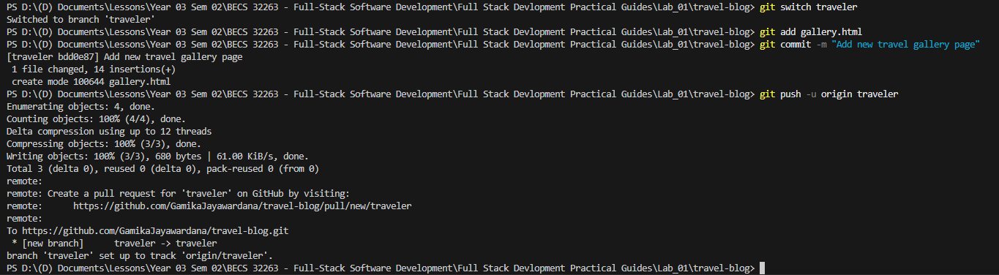 PS D:\(D) Documents\Lessons\Year 03 Sem 02\BECS 32263 - Full-Stack Software Devlopment\Full Stack Devlopment Practical Guides\Lab_01\travel-blog> git switch traveler
Switched to branch 'traveler'
PS D:\(D) Documents\Lessons\Year 03 Sem 02\BECS 32263 - Full-Stack Software Devlopment\Full Stack Devlopment Practical Guides\Lab_01\travel-blog> git add gallery.html
PS D:\(D) Documents\Lessons\Year 03 Sem 02\BECS 32263 - Full-Stack Software Devlopment\Full Stack Devlopment Practical Guides\Lab_01\travel-blog> git commit -m "Add new travel gallery page"
[traveler bdd0e87] Add new travel gallery page
 1 file changed, 14 insertions(+)
 create mode 100644 gallery.html
PS D:\(D) Documents\Lessons\Year 03 Sem 02\BECS 32263 - Full-Stack Software Devlopment\Full Stack Devlopment Practical Guides\Lab_01\travel-blog> git push -u origin traveler
Enumerating objects: 4, done.
Counting objects: 100% (4/4), done.
Delta compression using up to 12 threads
Compressing objects: 100% (3/3), done.
Writing objects: 100% (3/3), 680 bytes | 61.00 KiB/s, done.
Total 3 (delta 0), reused 0 (delta 0), pack-reused 0 (from 0)
remote:
remote: Create a pull request for 'traveler' on GitHub by visiting:
remote:      https://github.com/GamikaJayawardana/travel-blog/pull/new/traveler
remote:
To https://github.com/GamikaJayawardana/travel-blog.git
 * [new branch]      traveler -> traveler
branch 'traveler' set up to track 'origin/traveler'.
PS D:\(D) Documents\Lessons\Year 03 Sem 02\BECS 32263 - Full-Stack Software Devlopment\Full Stack Devlopment Practical Guides\Lab_01\travel-blog>